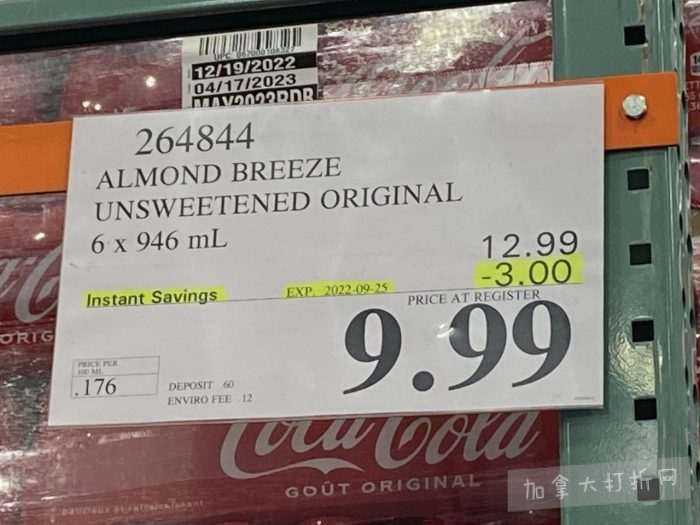 12/19/2022
04/17/2023
MAY2023BDB
264844
ALMOND BREEZE
UNSWEETENED ORIGINAL
6 x 946 mL
12.99
-3.00
Instant Savings
EXP. 2022-09-25
PRICE AT REGISTER
9.99
PRICE PER
100 ML
.176
DEPOSIT .60
ENVIRO FEE .12
Coca-Cola
GOÛT ORIGINAL
ORIG
加拿大打折网